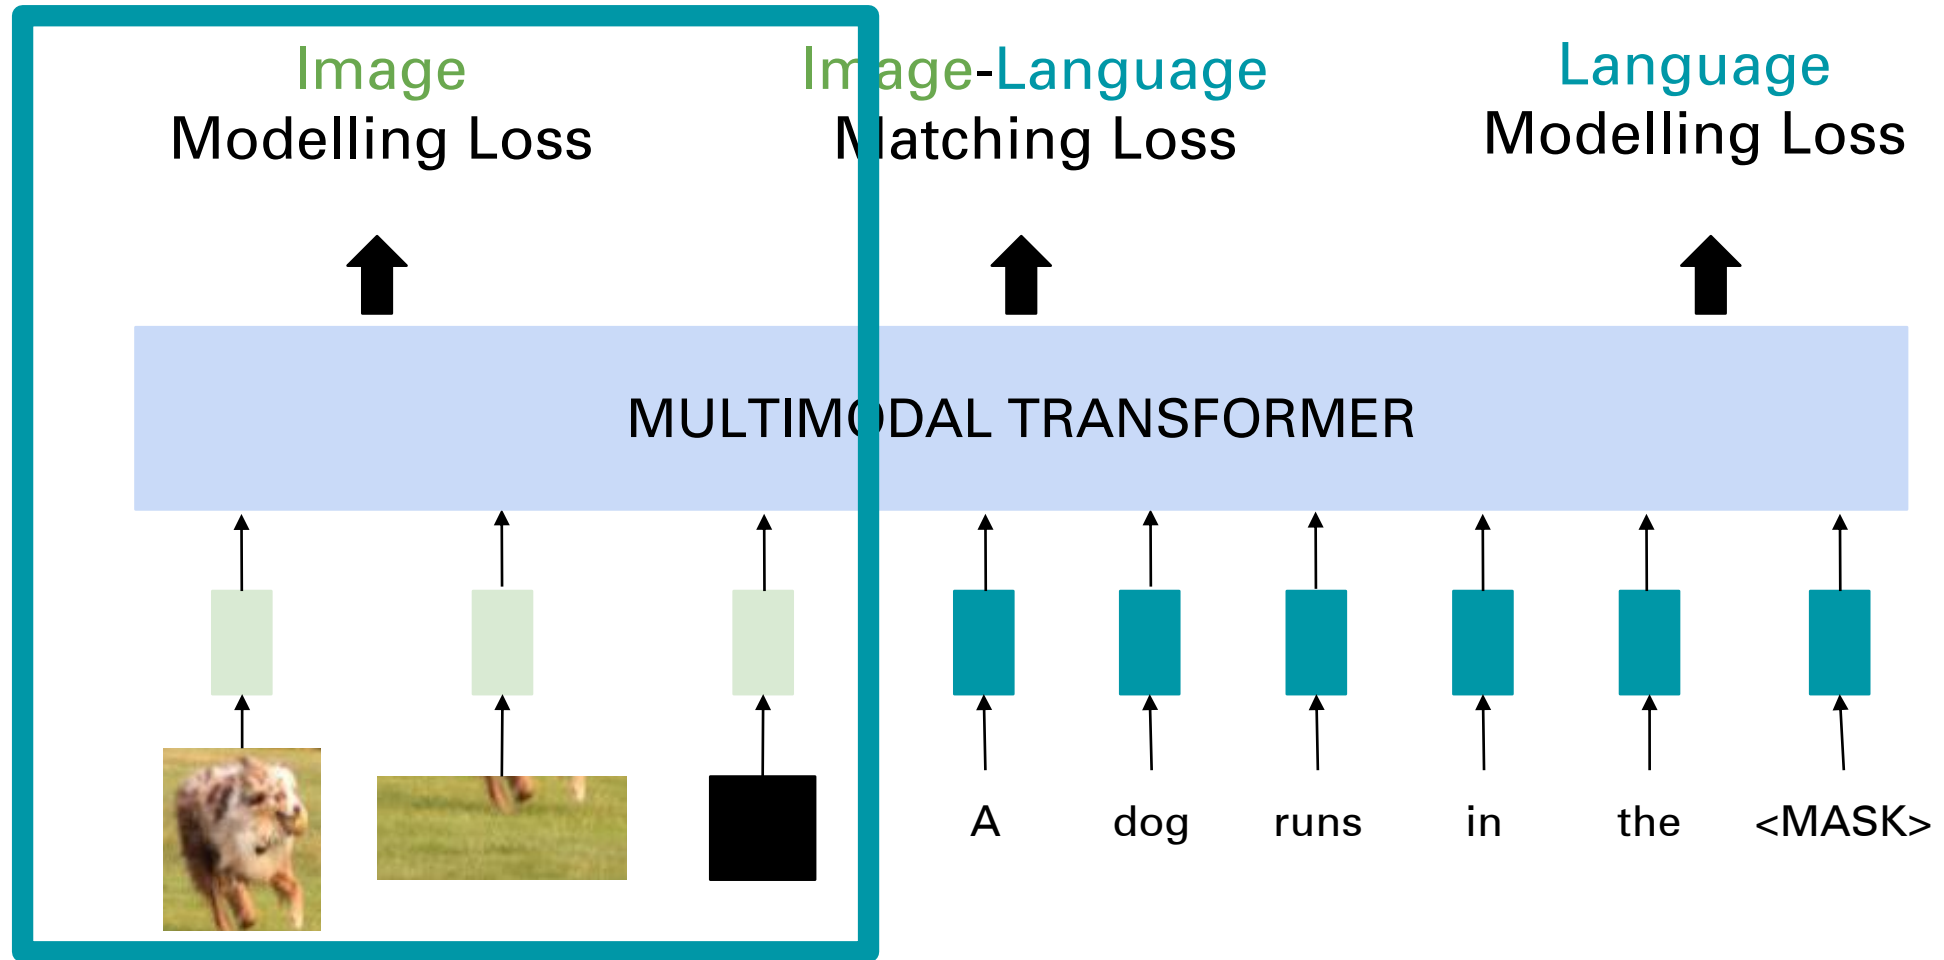 Image
Modelling Loss
Image-Language
Matching Loss
Language
Modelling Loss
MULTIMODAL TRANSFORMER
A dog runs in the <MASK>